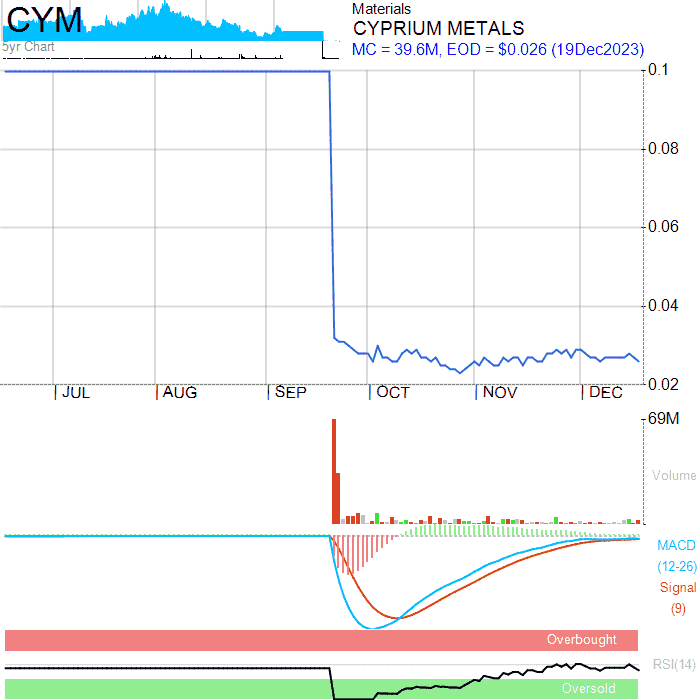 CYM
5yr Chart
Materials
CYPRIUM METALS
MC = 39.6M, EOD = $0.026 (19Dec2023)
0.1
0.08
0.06
0.04
0.02
JUL AUG SEP OCT NOV DEC
69M
Volume
MACD
(12-26)
Signal
(9)
Overbought
RSI(14)
Oversold